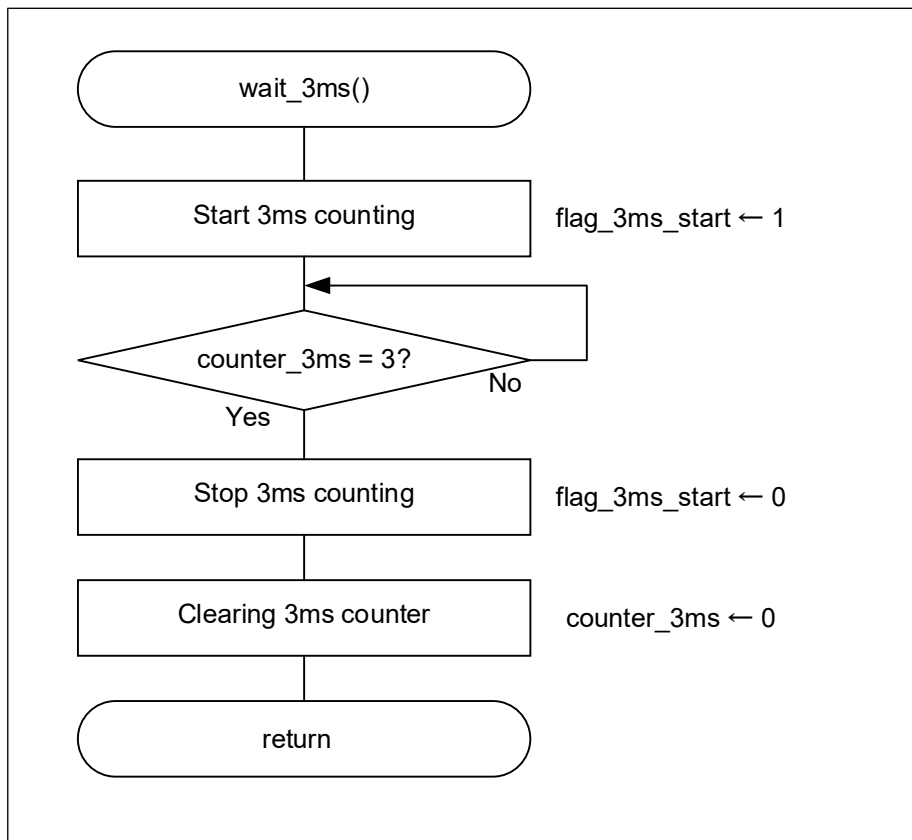 wait_3ms()
Start 3ms counting
flag_3ms_start ← 1
counter_3ms = 3?
No
Yes
Stop 3ms counting
flag_3ms_start ← 0
Clearing 3ms counter
counter_3ms ← 0
return